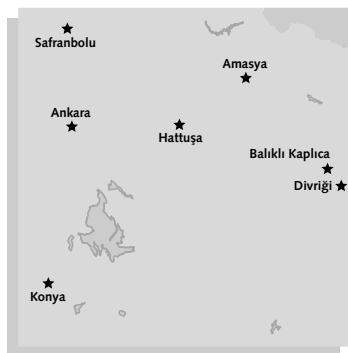 Safranbolu
Amasya
Ankara
Hattuşa
Balıklı Kaplıca
Divriği
Konya